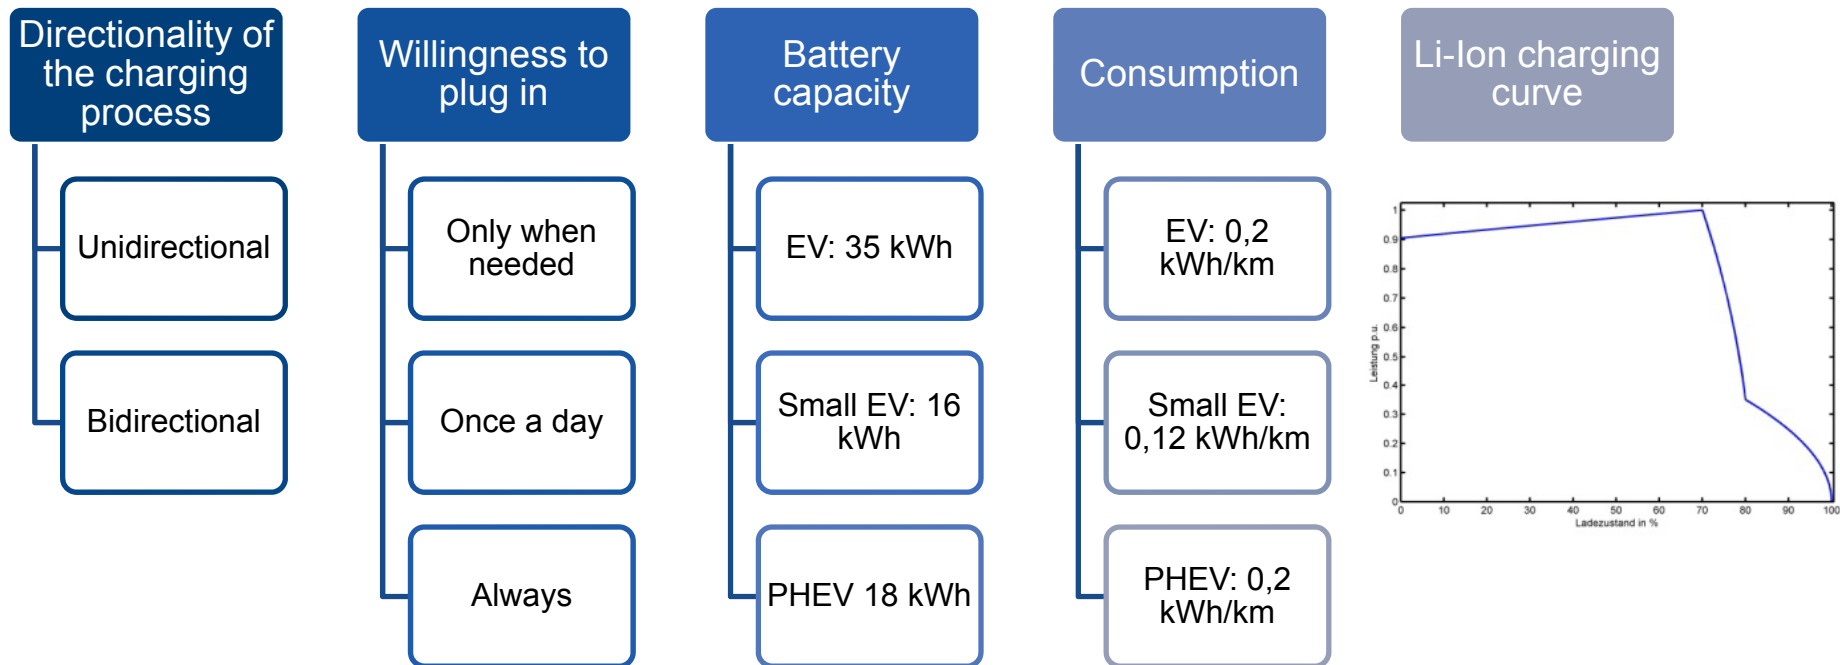 Directionality of
the charging
process
Unidirectional
Bidirectional
Willingness to
plug in
Only when
needed
Once a day
Always
Battery
capacity
EV: 35 kWh
Small EV: 16
kWh
PHEV 18 kWh
Consumption
EV: 0,2
kWh/km
Small EV:
0,12 kWh/km
PHEV: 0,2
kWh/km
Li-Ion charging
curve
Leistung p.u.
1
0.9
0.8
0.7
0.6
0.5
0.4
0.3
0.2
0.1
0
0 10 20 30 40 50 60 70 80 90 100
Ladezustand in %